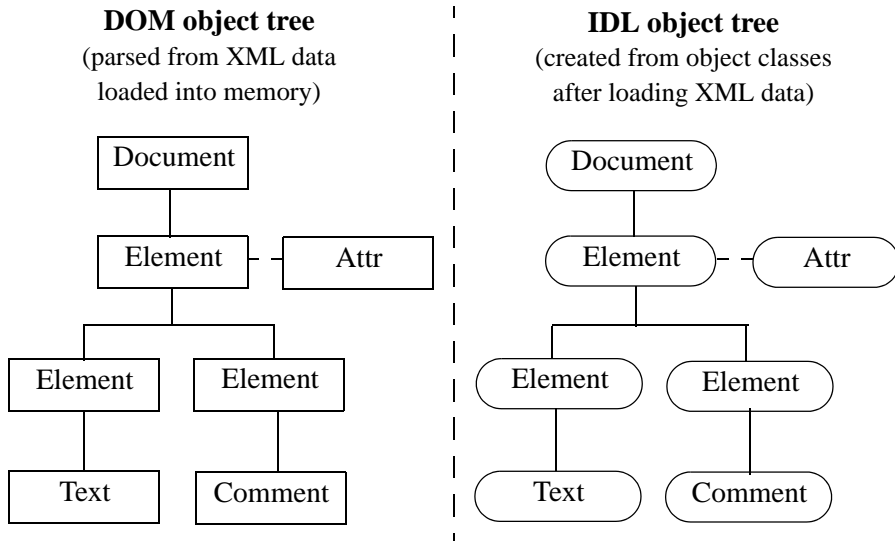 DOM object tree
(parsed from XML data
loaded into memory)
Document
Element
Attr
Element
Element
Text
Comment
IDL object tree
(created from object classes
after loading XML data)
Document
Element
Attr
Element
Element
Text
Comment